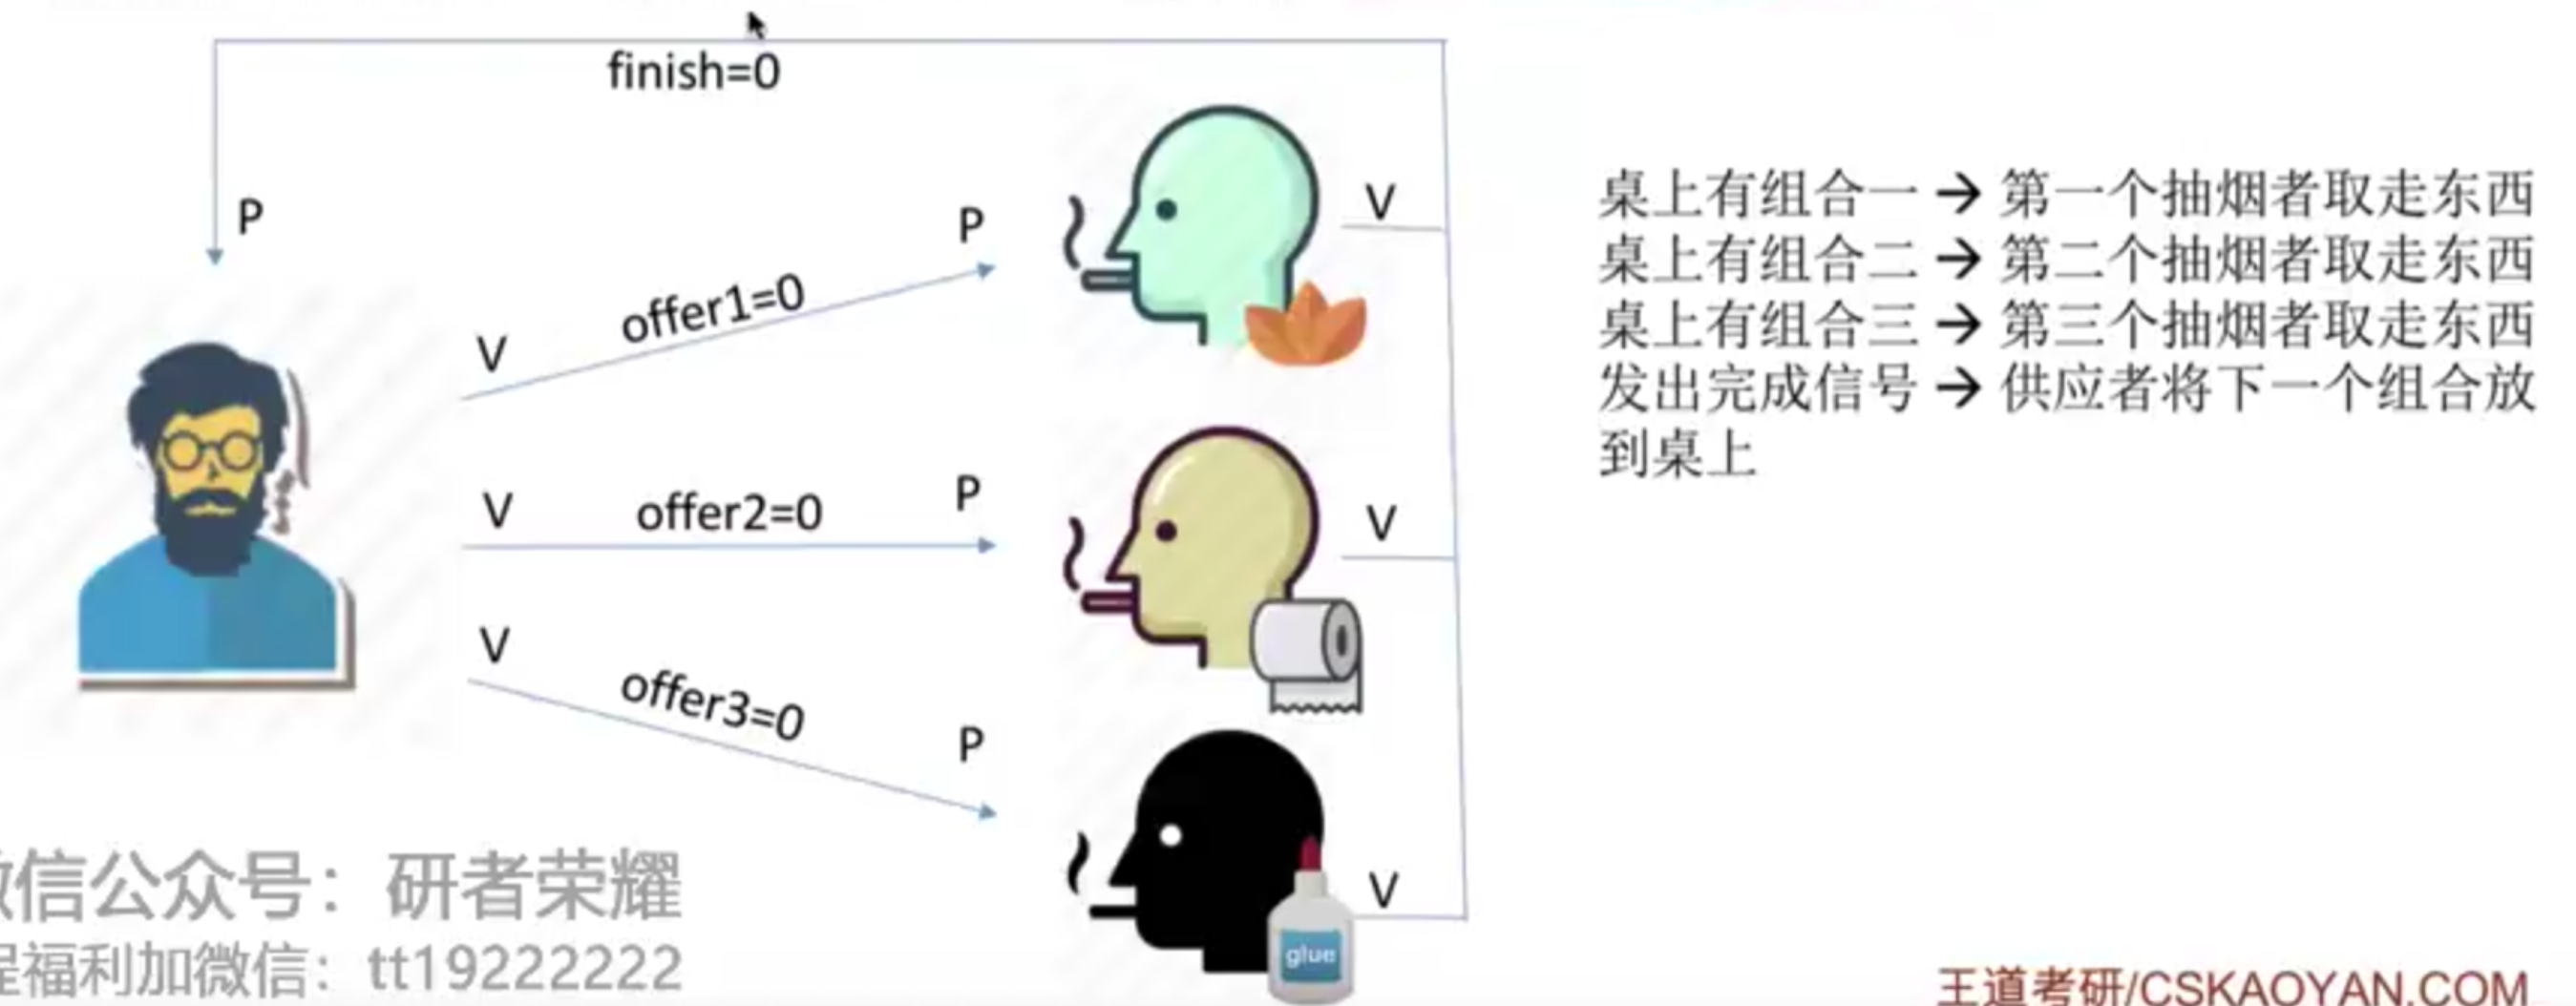 finish=0
P
V
offer1=0
P
V
V
offer2=0
P
V
V
offer3=0
P
V
glue
桌上有组合一 → 第一个抽烟者取走东西
桌上有组合二 → 第二个抽烟者取走东西
桌上有组合三 → 第三个抽烟者取走东西
发出完成信号 → 供应者将下一个组合放
到桌上
微信公众号：研者荣耀
程福利加微信：tt19222222
王道考研/CSKAOYAN.COM